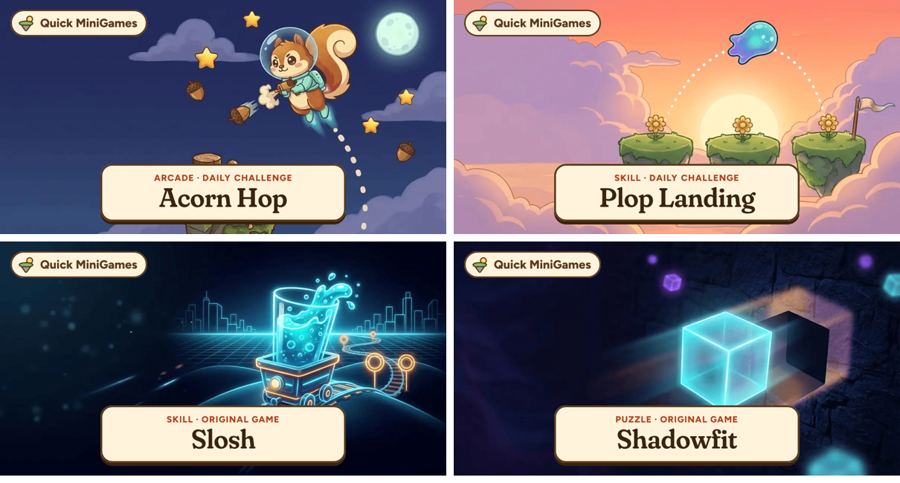 Quick MiniGames
ARCADE · DAILY CHALLENGE
Acorn Hop
Quick MiniGames
SKILL · DAILY CHALLENGE
Plop Landing
Quick MiniGames
SKILL · ORIGINAL GAME
Slosh
Quick MiniGames
PUZZLE · ORIGINAL GAME
Shadowfit